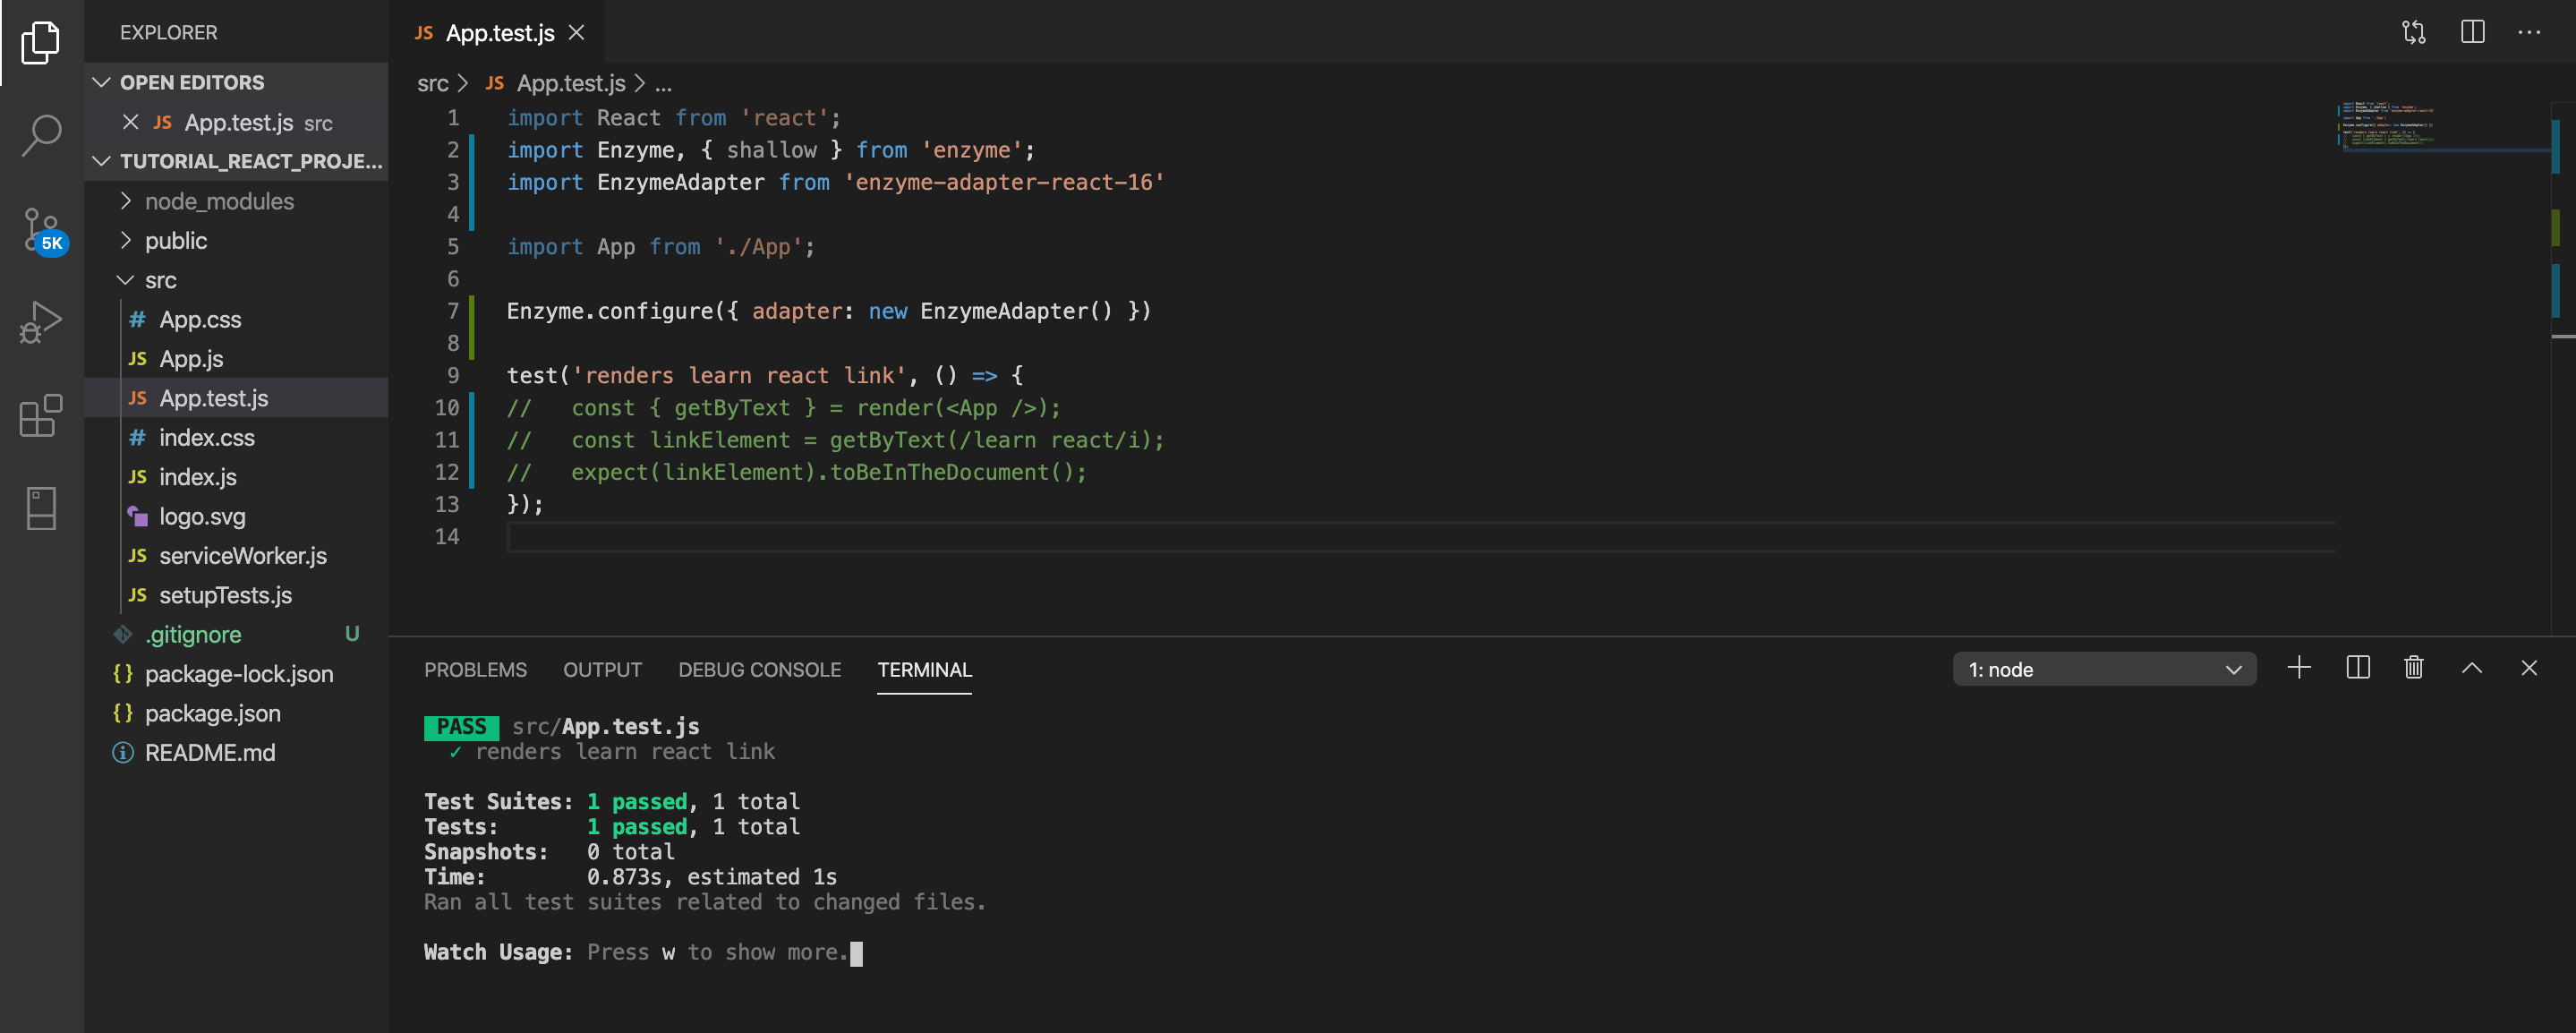 EXPLORER
OPEN EDITORS
JS App.test.js src
TUTORIAL_REACT_PROJE...
node_modules
public
src
# App.css
JS App.js
JS App.test.js
# index.css
JS index.js
logo.svg
JS serviceWorker.js
JS setupTests.js
.gitignore U
{} package-lock.json
{} package.json
README.md
5K
JS App.test.js
src > JS App.test.js > ...
1 import React from 'react';
2 import Enzyme, { shallow } from 'enzyme';
3 import EnzymeAdapter from 'enzyme-adapter-react-16'
4
5 import App from './App';
6
7 Enzyme.configure({ adapter: new EnzymeAdapter() })
8
9 test('renders learn react link', () => {
10 //   const { getByText } = render(<App />);
11 //   const linkElement = getByText(/learn react/i);
12 //   expect(linkElement).toBeInTheDocument();
13 });
14
PROBLEMS OUTPUT DEBUG CONSOLE TERMINAL
1: node
PASS src/App.test.js
✓ renders learn react link
Test Suites: 1 passed, 1 total
Tests: 1 passed, 1 total
Snapshots: 0 total
Time: 0.873s, estimated 1s
Ran all test suites related to changed files.
Watch Usage: Press w to show more.